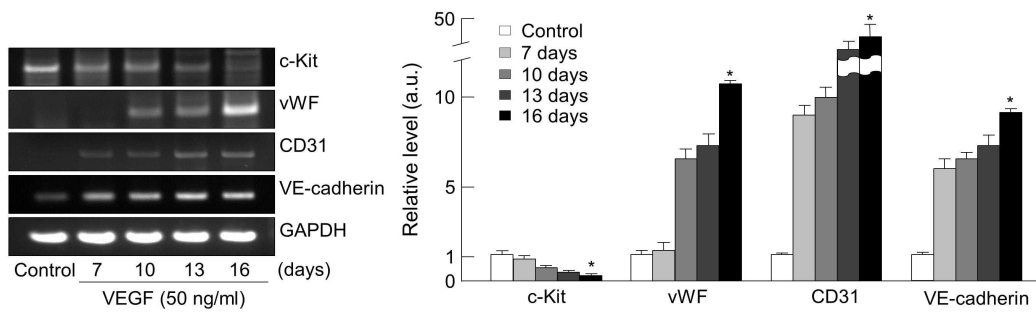 c-Kit
vWF
CD31
VE-cadherin
GAPDH
Control 7 10 13 16 (days)
VEGF (50 ng/ml)
Relative level (a.u.)
50
10
5
1
0
Control
7 days
10 days
13 days
16 days
* * * *
c-Kit vWF CD31 VE-cadherin